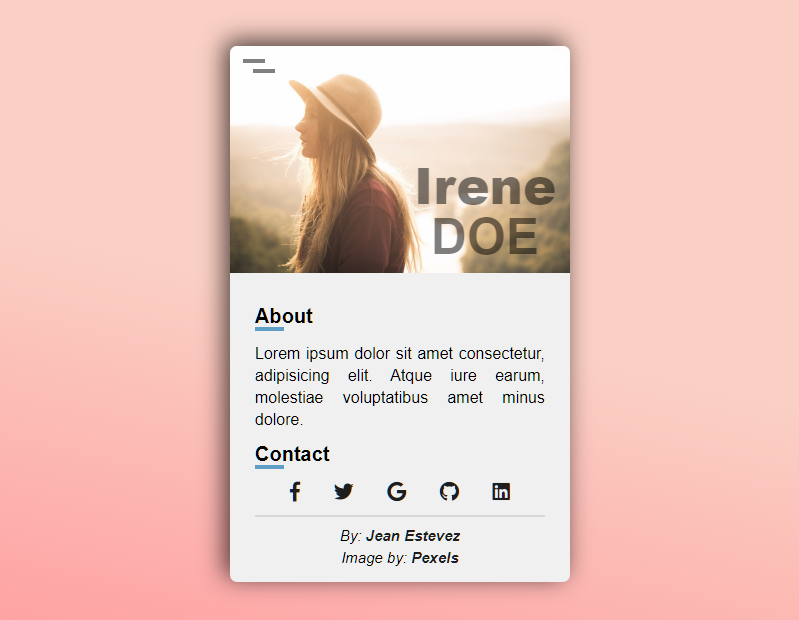 Irene
DOE
About
Lorem ipsum dolor sit amet consectetur,
adipisicing elit. Atque iure earum,
molestiae voluptatibus amet minus
dolore.
Contact
By: Jean Estevez
Image by: Pexels